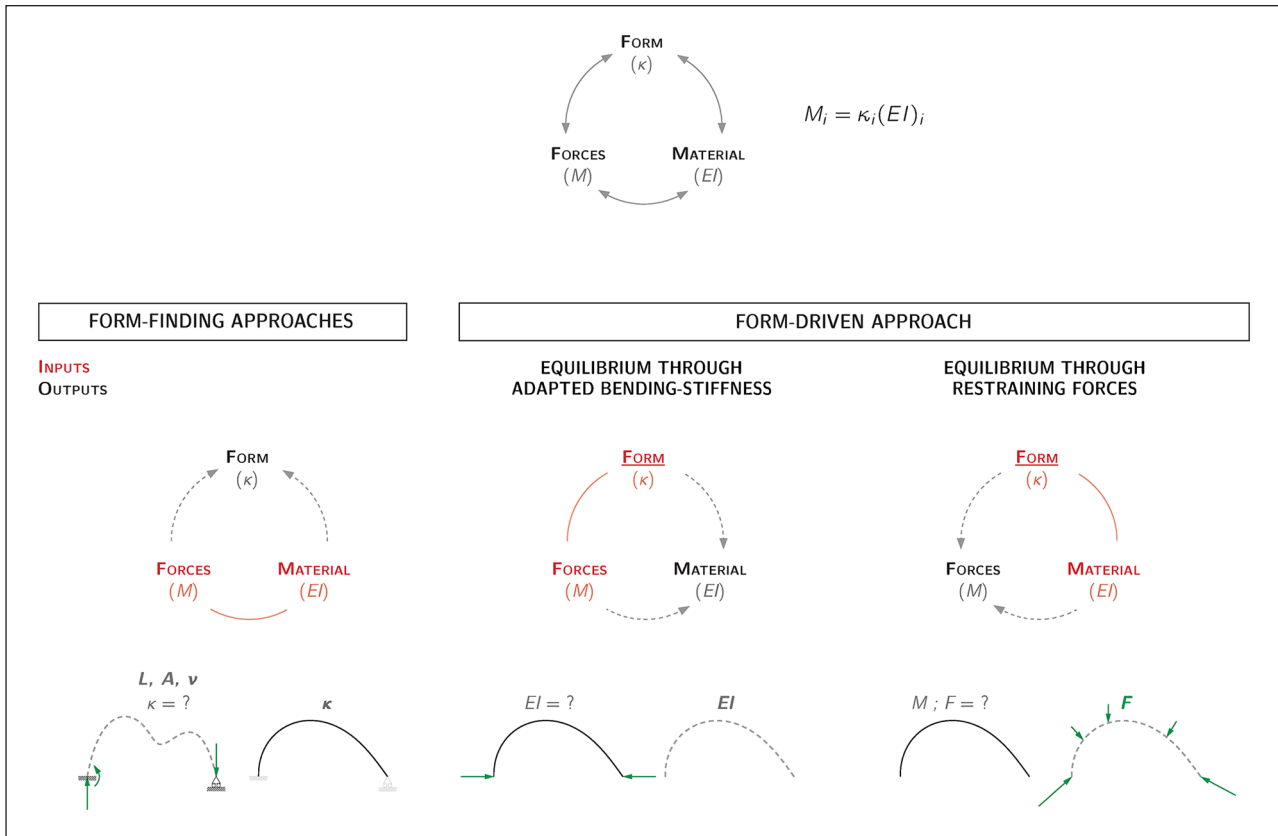 FORM
(κ)
M_i = κ_i(EI)_i
FORCES
(M)
MATERIAL
(EI)
FORM-FINDING APPROACHES
FORM-DRIVEN APPROACH
INPUTS
OUTPUTS
EQUILIBRIUM THROUGH
ADAPTED BENDING-STIFFNESS
EQUILIBRIUM THROUGH
RESTRAINING FORCES
FORM
(κ)
FORCES
(M)
MATERIAL
(EI)
FORM
(κ)
FORCES
(M)
MATERIAL
(EI)
FORM
(κ)
FORCES
(M)
MATERIAL
(EI)
L, A, ν
κ = ?
κ
EI = ?
EI
M ; F = ?
F